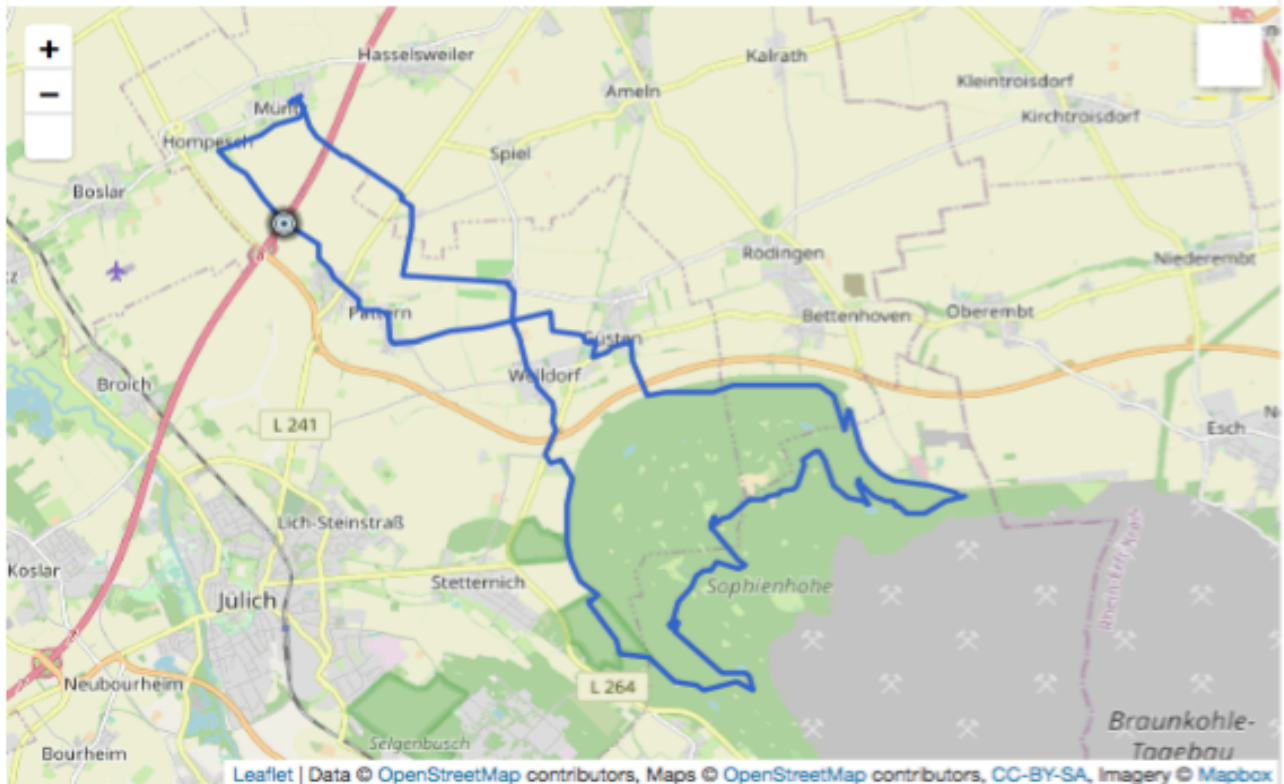 +
Hasselsweiler
Kalrath
−
Kleintroisdorf
Ameln
Münt
Kirchtroisdorf
Hompesch
Spiel
Boslar
Rödingen
Niederembt
Pattern
Bettenhoven
Oberembt
Güsten
Welldorf
Broich
L 241
Esch
Lich-Steinstraß
Koslar
Stetternich
Sophienhöhe
Jülich
Neubourheim
L 264
Braunkohle-
Tagebau
Bourheim
Selgenbusch
Leaflet | Data © OpenStreetMap contributors, Maps © OpenStreetMap contributors, CC-BY-SA, Imagery © Mapbox